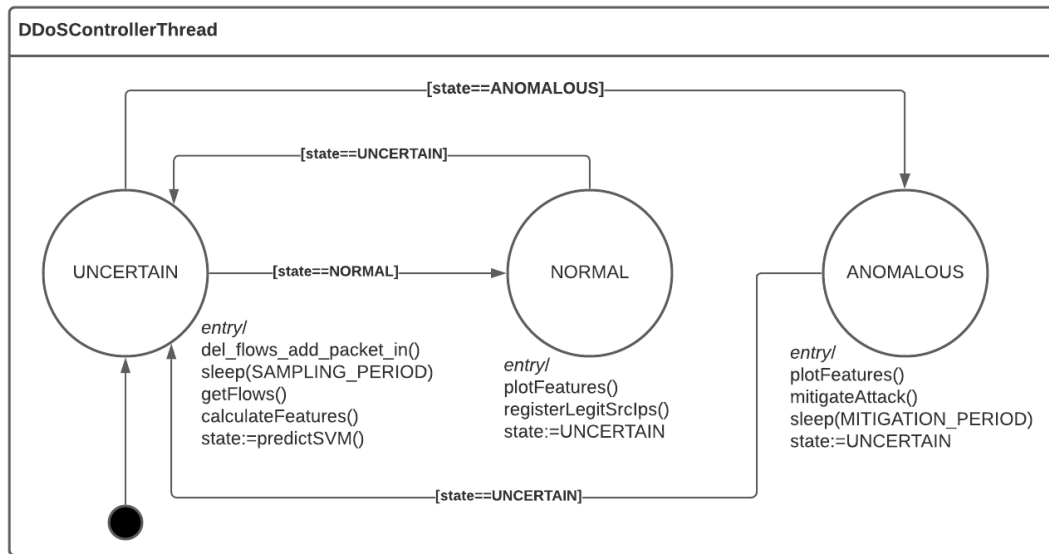 DDoSControllerThread
[state==ANOMALOUS]
[state==UNCERTAIN]
UNCERTAIN
[state==NORMAL]
NORMAL
ANOMALOUS
entry/
del_flows_add_packet_in()
sleep(SAMPLING_PERIOD)
getFlows()
calculateFeatures()
state:=predictSVM()
entry/
plotFeatures()
registerLegitSrcIps()
state:=UNCERTAIN
entry/
plotFeatures()
mitigateAttack()
sleep(MITIGATION_PERIOD)
state:=UNCERTAIN
[state==UNCERTAIN]